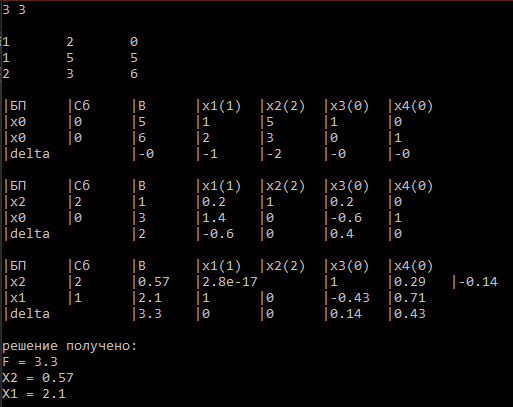 3 3
1 2 0
1 5 5
2 3 6
|БП |Сб |B |x1(1) |x2(2) |x3(0) |x4(0)
|x0 |0 |5 |1 |5 |1 |0
|x0 |0 |6 |2 |3 |0 |1
|delta |-0 |-1 |-2 |-0 |-0
|БП |Сб |B |x1(1) |x2(2) |x3(0) |x4(0)
|x2 |2 |1 |0.2 |1 |0.2 |0
|x0 |0 |3 |1.4 |0 |-0.6 |1
|delta |2 |-0.6 |0 |0.4 |0
|БП |Сб |B |x1(1) |x2(2) |x3(0) |x4(0)
|x2 |2 |0.57 |2.8e-17 |1 |0.29 |-0.14
|x1 |1 |2.1 |1 |0 |-0.43 |0.71
|delta |3.3 |0 |0 |0.14 |0.43
решение получено:
F = 3.3
X2 = 0.57
X1 = 2.1